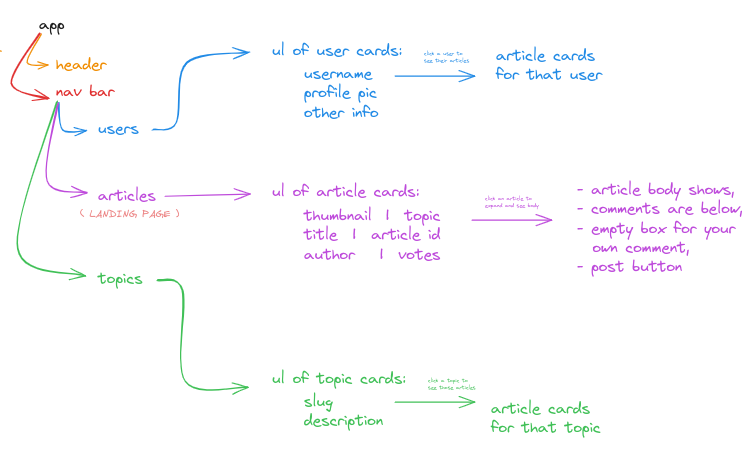 app
header
nav bar
users
ul of user cards:
username
profile pic
other info
click a user to
see their articles
article cards
for that user
articles
( LANDING PAGE )
ul of article cards:
thumbnail | topic
title | article id
author | votes
click an article to
expand and see body
- article body shows,
- comments are below,
- empty box for your
own comment,
- post button
topics
ul of topic cards:
slug
description
click a topic to
see those articles
article cards
for that topic